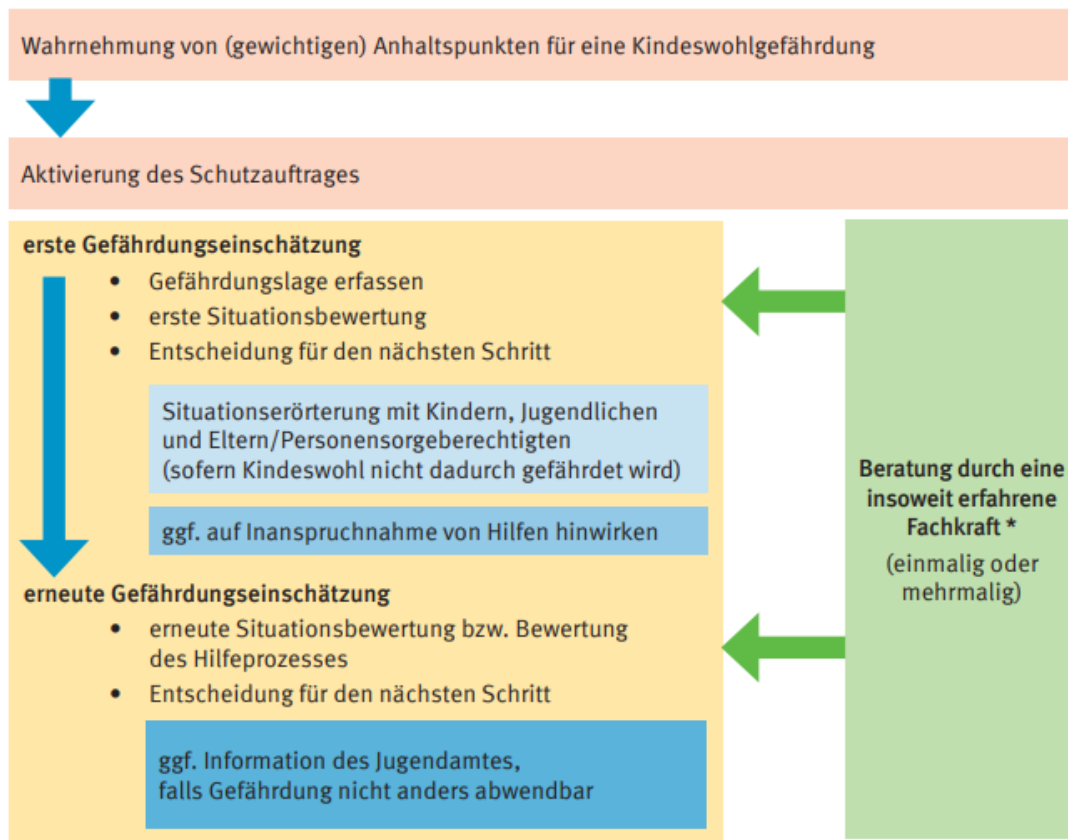 Wahrnehmung von (gewichtigen) Anhaltspunkten für eine Kindeswohlgefährdung
Aktivierung des Schutzauftrages
erste Gefährdungseinschätzung
• Gefährdungslage erfassen
• erste Situationsbewertung
• Entscheidung für den nächsten Schritt
Situationserörterung mit Kindern, Jugendlichen
und Eltern/Personensorgeberechtigten
(sofern Kindeswohl nicht dadurch gefährdet wird)
ggf. auf Inanspruchnahme von Hilfen hinwirken
erneute Gefährdungseinschätzung
• erneute Situationsbewertung bzw. Bewertung
des Hilfeprozesses
• Entscheidung für den nächsten Schritt
ggf. Information des Jugendamtes,
falls Gefährdung nicht anders abwendbar
Beratung durch eine
insoweit erfahrene
Fachkraft *
(einmalig oder
mehrmalig)